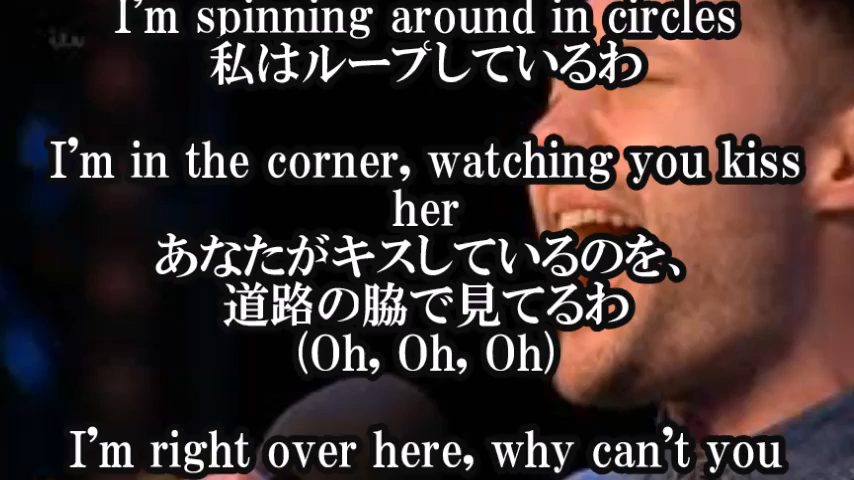 itv
I'm spinning around in circles
私はループしているわ
I'm in the corner, watching you kiss
her
あなたがキスしているのを、
道路の脇で見てるわ
(Oh, Oh, Oh)
I'm right over here, why can't you